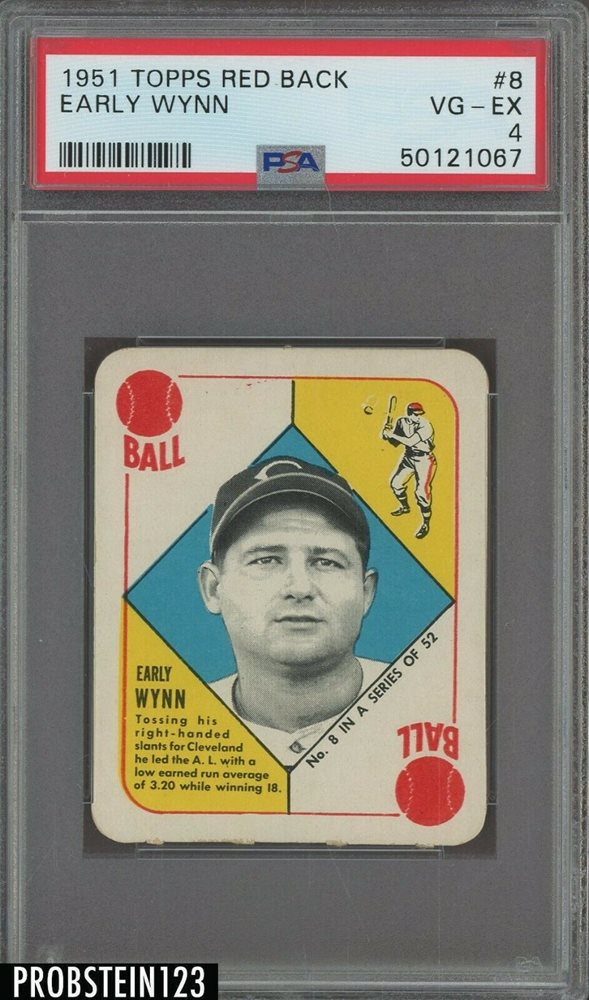 1951 TOPPS RED BACK #8
EARLY WYNN VG - EX
4
PSA 50121067
BALL
EARLY
WYNN
Tossing his
right-handed
slants for Cleveland
he led the A. L. with a
low earned run average
of 3.20 while winning 18.
No. 8 IN A SERIES OF 52
BALL
PROBSTEIN123